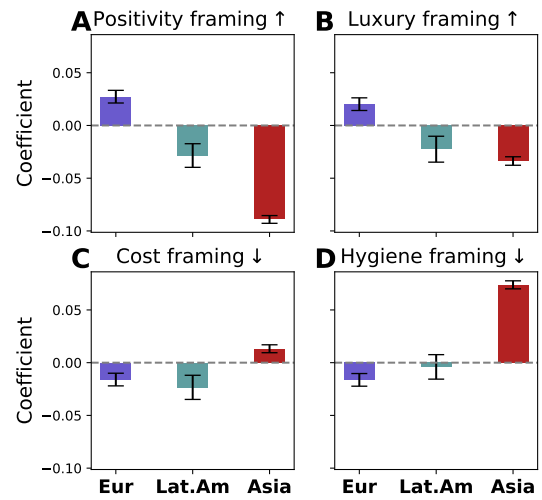 A Positivity framing ↑
B Luxury framing ↑
Coefficient
0.05
0.00
−0.05
−0.10
C Cost framing ↓
D Hygiene framing ↓
Coefficient
0.05
0.00
−0.05
−0.10
Eur Lat.Am Asia
Eur Lat.Am Asia